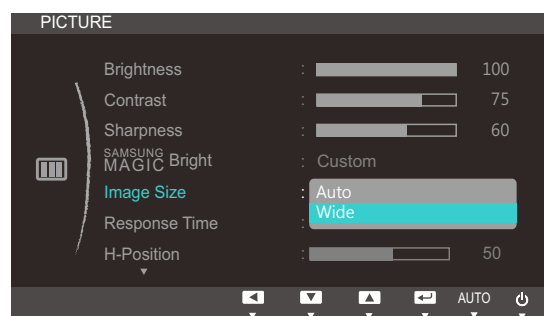 PICTURE
Brightness : 100
Contrast : 75
Sharpness : 60
SAMSUNG MAGIC Bright : Custom
Image Size : Auto
Wide
Response Time :
H-Position : 50
AUTO